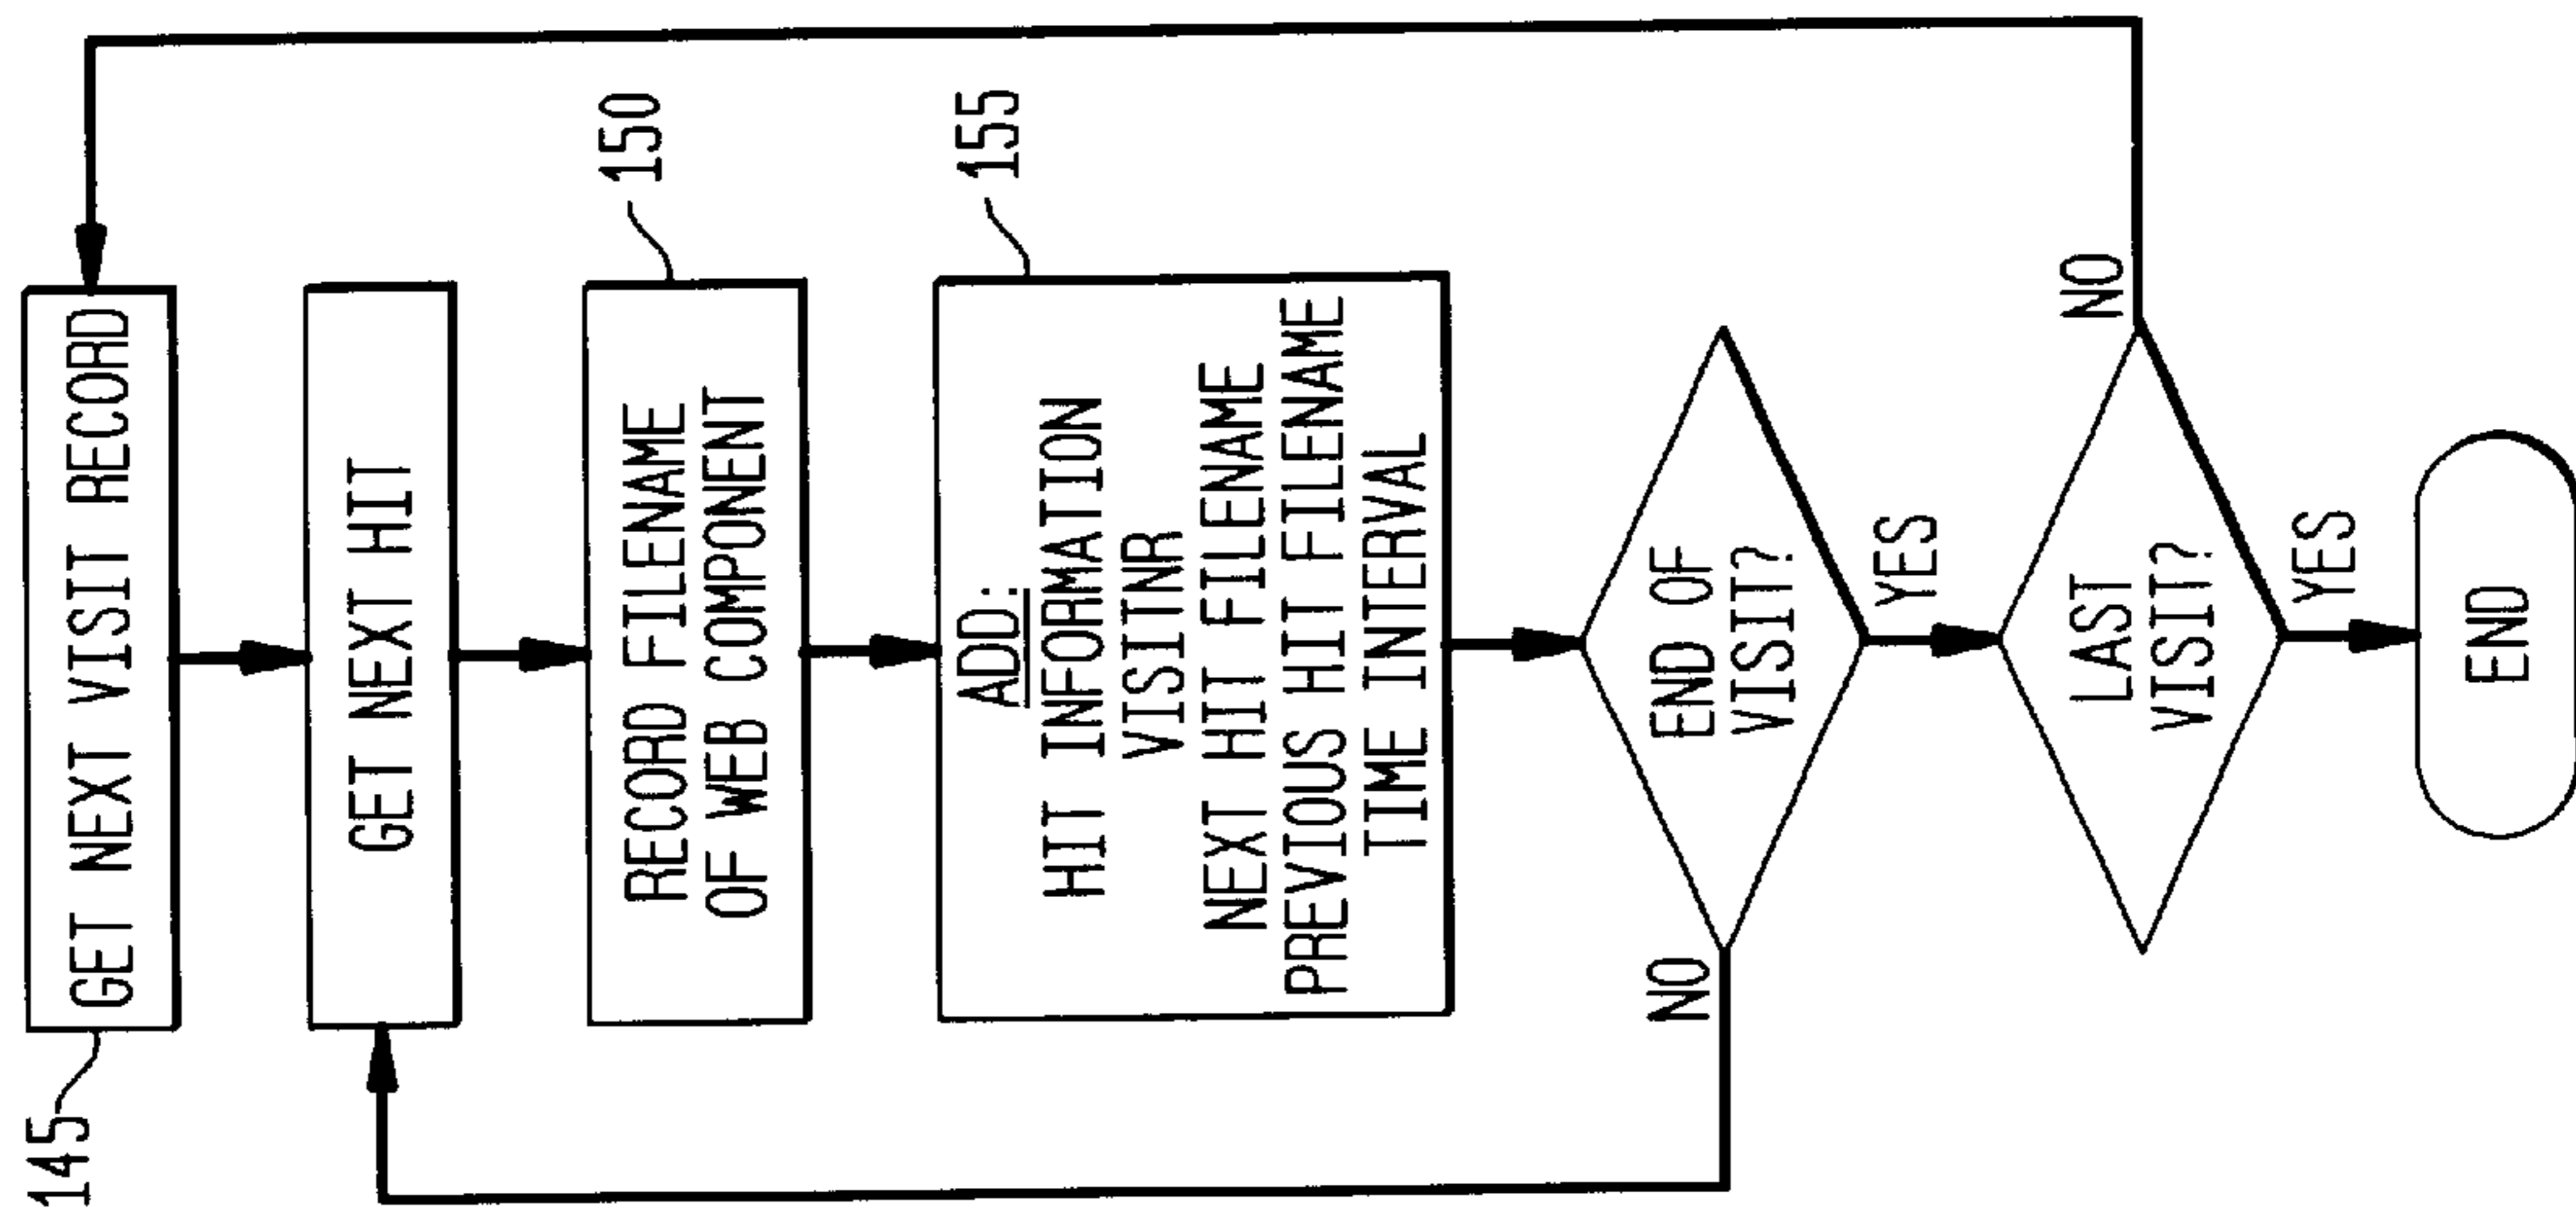 145
GET NEXT VISIT RECORD
GET NEXT HIT
150
RECORD FILENAME
OF WEB COMPONENT
155
ADD:
HIT INFORMATION
VISITNR
NEXT HIT FILENAME
PREVIOUS HIT FILENAME
TIME INTERVAL
NO
END OF
VISIT?
YES
NO
LAST
VISIT?
YES
END